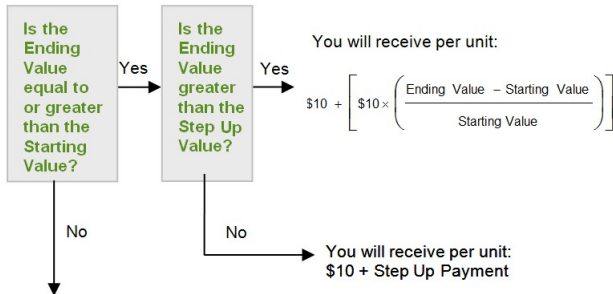 Is the
Ending
Value
equal to
or greater
than the
Starting
Value?
Yes
Is the
Ending
Value
greater
than the
Step Up
Value?
Yes
You will receive per unit:
$10 + [ $10 × ( Ending Value − Starting Value
Starting Value ) ]
No
No
You will receive per unit:
$10 + Step Up Payment